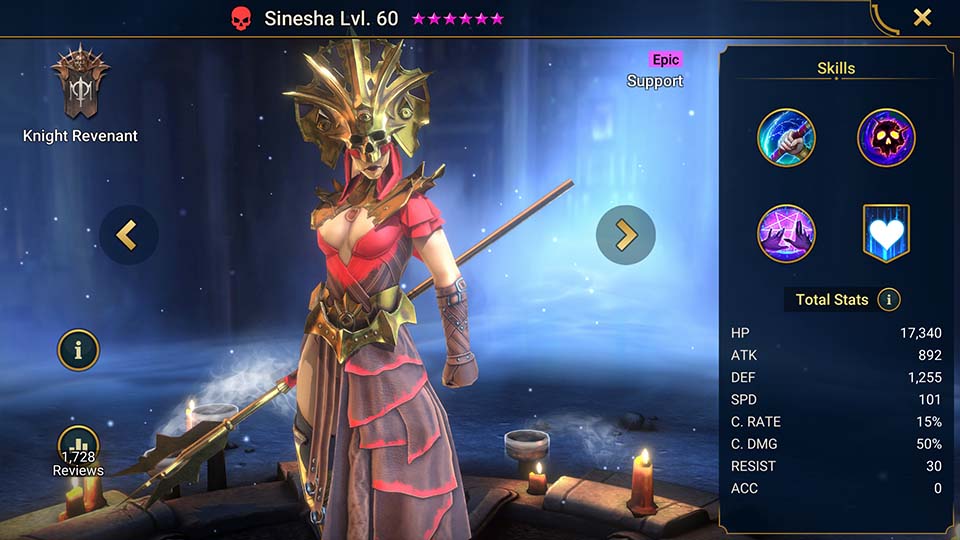 Sinesha Lvl. 60
Knight Revenant
Epic
Support
1,728
Reviews
Skills
Total Stats i
HP 17,340
ATK 892
DEF 1,255
SPD 101
C. RATE 15%
C. DMG 50%
RESIST 30
ACC 0